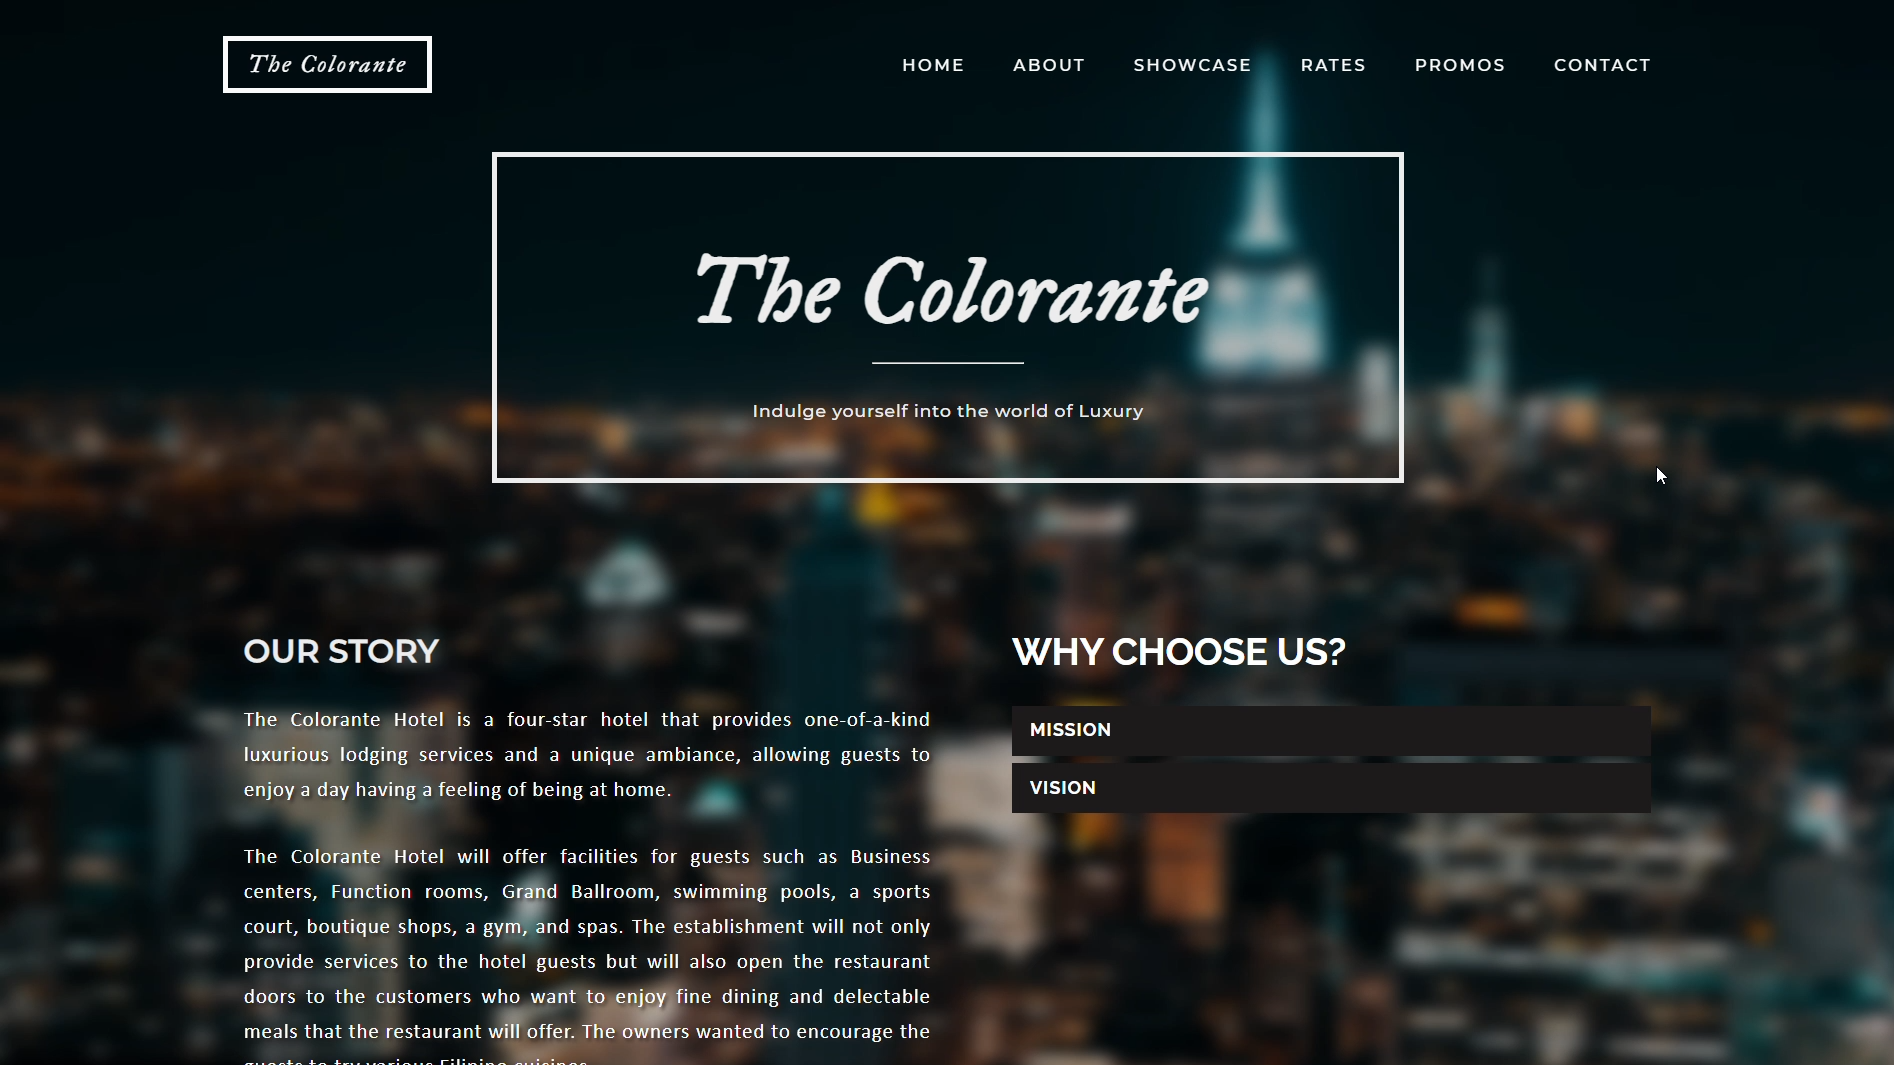 The Colorante
HOME ABOUT SHOWCASE RATES PROMOS CONTACT
The Colorante
Indulge yourself into the world of Luxury
OUR STORY
The Colorante Hotel is a four-star hotel that provides one-of-a-kind
luxurious lodging services and a unique ambiance, allowing guests to
enjoy a day having a feeling of being at home.
The Colorante Hotel will offer facilities for guests such as Business
centers, Function rooms, Grand Ballroom, swimming pools, a sports
court, boutique shops, a gym, and spas. The establishment will not only
provide services to the hotel guests but will also open the restaurant
doors to the customers who want to enjoy fine dining and delectable
meals that the restaurant will offer. The owners wanted to encourage the
guests to try various Filipino cuisines.
WHY CHOOSE US?
MISSION
VISION